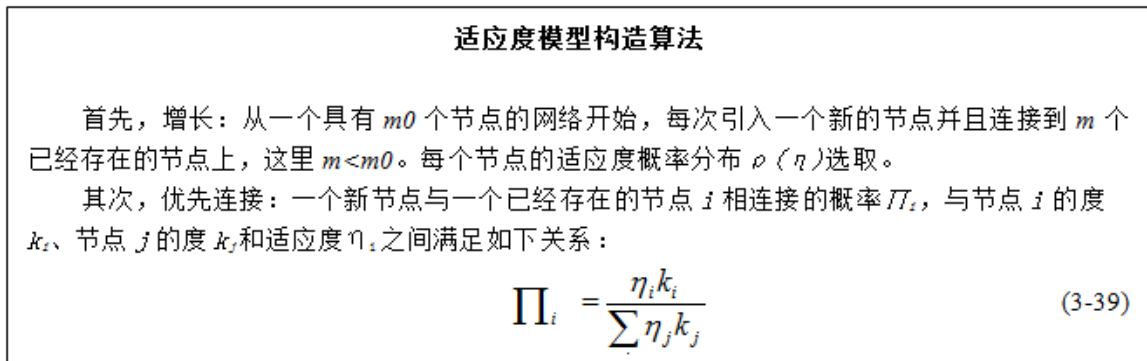 适应度模型构造算法
首先，增长：从一个具有 m0 个节点的网络开始，每次引入一个新的节点并且连接到 m 个
已经存在的节点上，这里 m<m0。每个节点的适应度概率分布 ρ(η)选取。
其次，优先连接：一个新节点与一个已经存在的节点 i 相连接的概率∏ᵢ，与节点 i 的度
kᵢ、节点 j 的度 kⱼ和适应度ηᵢ之间满足如下关系：
∏ᵢ = ηᵢkᵢ / ∑ηⱼkⱼ (3-39)